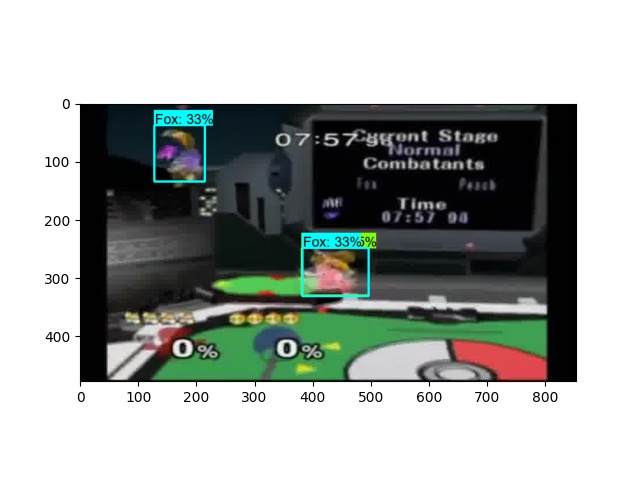 0
100
200
300
400
0 100 200 300 400 500 600 700 800
Fox: 33%
07:57
Current Stage
Normal
Combatants
Fox Peach
Time
07:57 98
Fox: 33%
%
0% 0%